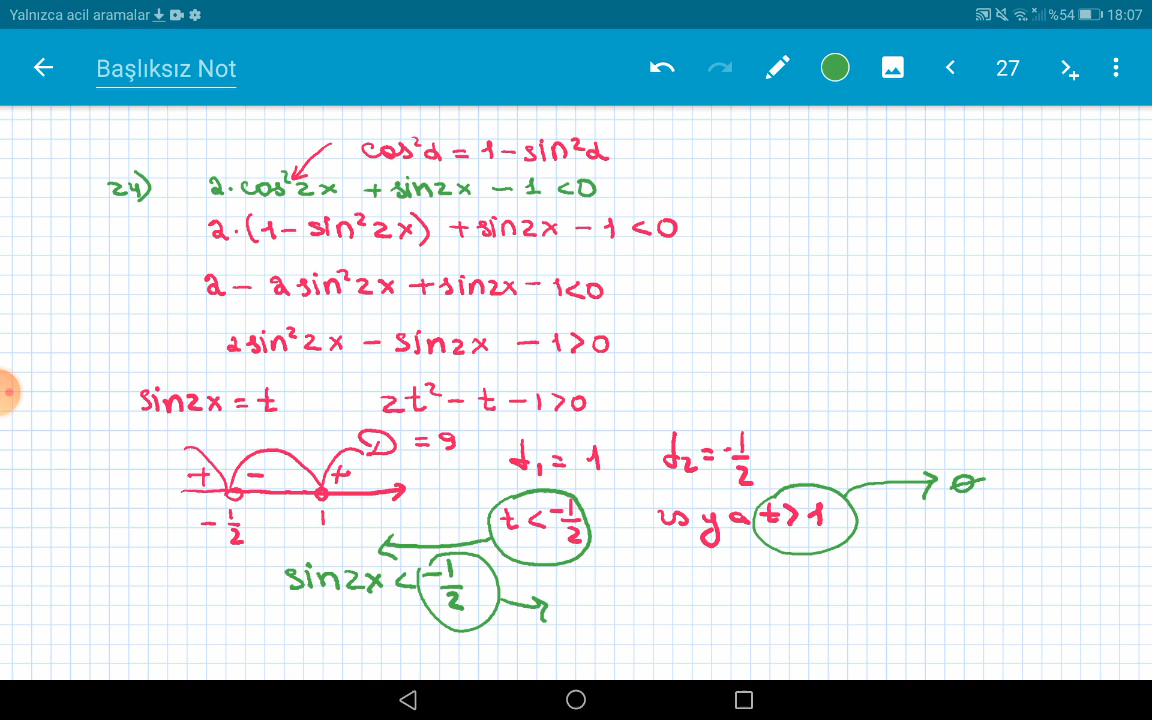 Yalnızca acil aramalar %54 18:07
Başlıksız Not 27
cos²α = 1 - sin²α
24) 2·cos²2x + sin2x - 1 < 0
2·(1 - sin²2x) + sin2x - 1 < 0
2 - 2sin²2x + sin2x - 1 < 0
2sin²2x - sin2x - 1 > 0
sin2x = t 2t² - t - 1 > 0
= 9 t₁ = 1 t₂ = -1/2
+ - +
-1/2 1 t < -1/2 veya t > 1
sin2x < -1/2